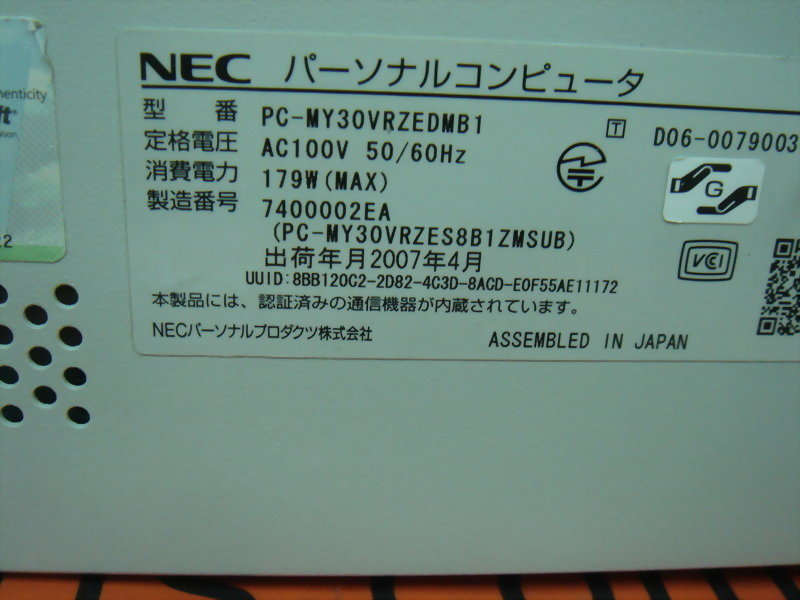 NEC パーソナルコンピュータ
型 番 PC-MY30VRZEDMB1
定格電圧 AC100V 50/60Hz
消費電力 179W(MAX)
製造番号 7400002EA
(PC-MY30VRZES8B1ZMSUB)
出荷年月2007年4月
UUID:8BB120C2-2D82-4C3D-8ACD-E0F55AE11172
本製品には、認証済みの通信機器が内蔵されています。
NECパーソナルプロダクツ株式会社
ASSEMBLED IN JAPAN
T D06-0079003
G
VCI